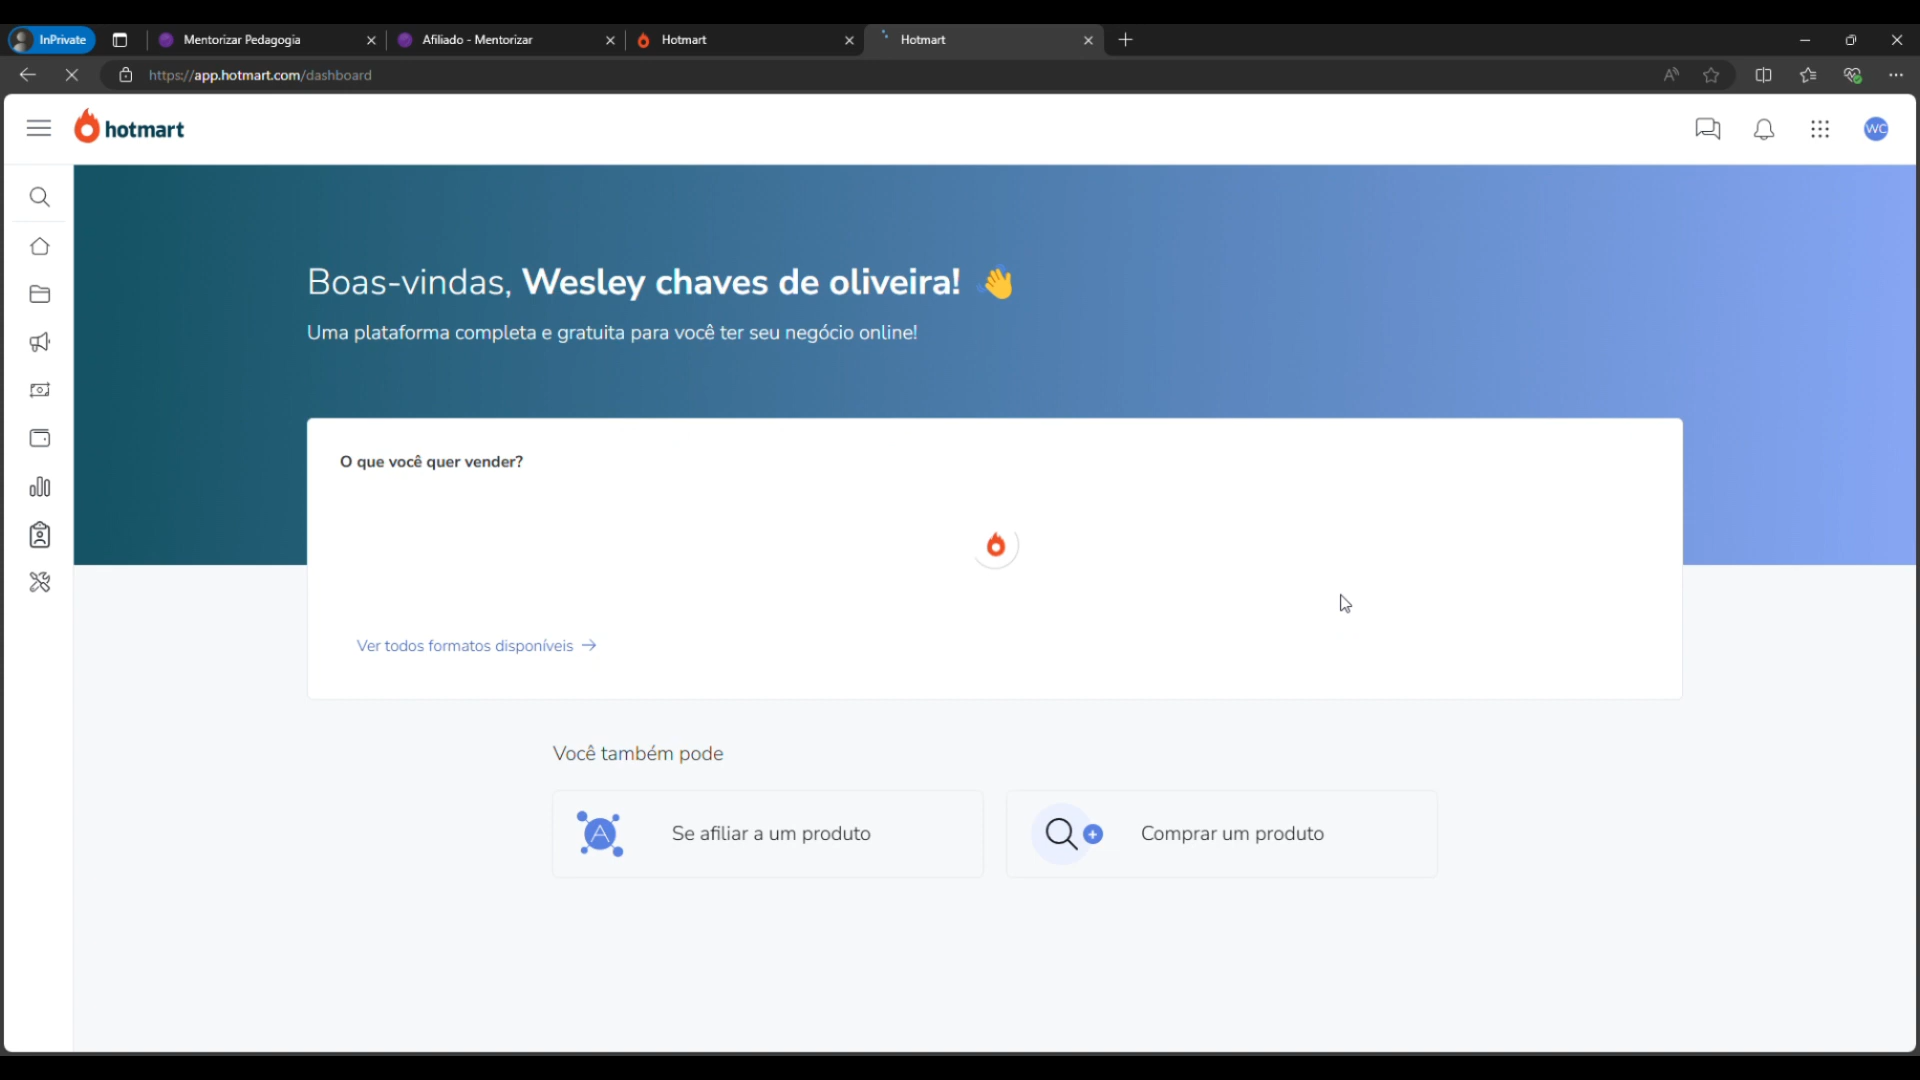 InPrivate
Mentorizar Pedagogia
Afiliado - Mentorizar
Hotmart
Hotmart
https://app.hotmart.com/dashboard
hotmart
WC
Boas-vindas, Wesley chaves de oliveira! 👋
Uma plataforma completa e gratuita para você ter seu negócio online!
O que você quer vender?
Ver todos formatos disponíveis →
Você também pode
A
Se afiliar a um produto
Comprar um produto